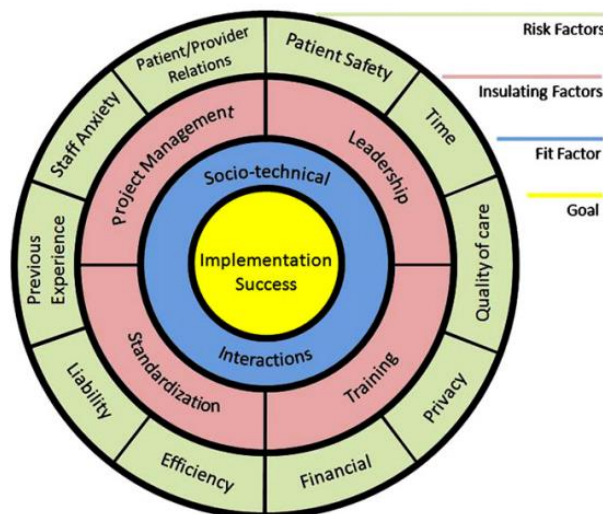 Risk Factors
Insulating Factors
Fit Factor
Goal
Patient/Provider
Relations
Patient Safety
Time
Quality of care
Privacy
Financial
Efficiency
Liability
Previous
Experience
Staff Anxiety
Project Management
Leadership
Training
Standardization
Socio-technical
Interactions
Implementation
Success